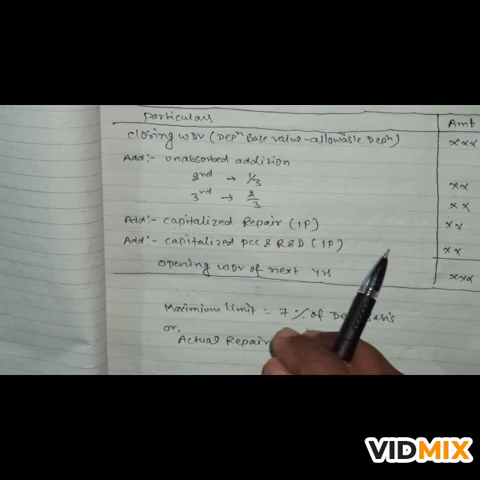 Particulars Amt
closing WDV (Depⁿ Base value - allowable Depⁿ) xxx
Add:- unabsorbed addition
2nd → 1/3 xx
3rd → 2/3 xx
Add:- capitalized Repair (IF) xx
Add:- capitalized pcc & R&D (IF) xx
opening WDV of next YR xxx
Maximum limit = 7% of
or.
Actual Repair
VIDMIX